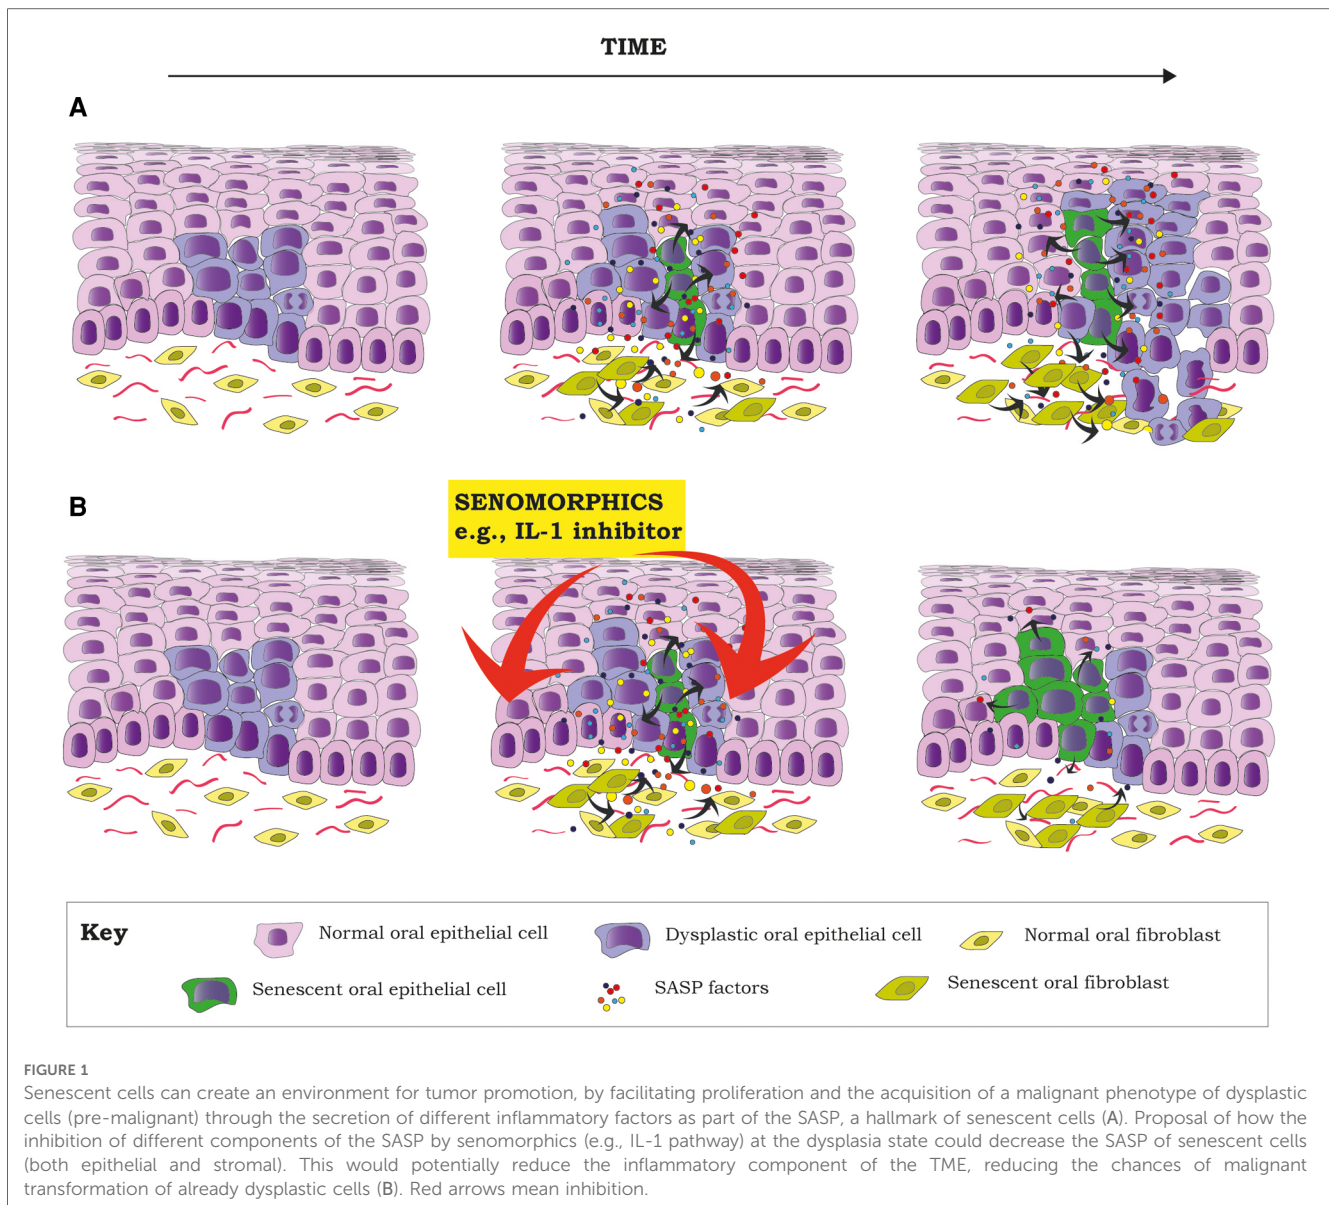 TIME
A
B
SENOMORPHICS
e.g., IL-1 inhibitor
Key
Normal oral epithelial cell
Dysplastic oral epithelial cell
Normal oral fibroblast
Senescent oral epithelial cell
SASP factors
Senescent oral fibroblast
FIGURE 1
Senescent cells can create an environment for tumor promotion, by facilitating proliferation and the acquisition of a malignant phenotype of dysplastic
cells (pre-malignant) through the secretion of different inflammatory factors as part of the SASP, a hallmark of senescent cells (A). Proposal of how the
inhibition of different components of the SASP by senomorphics (e.g., IL-1 pathway) at the dysplasia state could decrease the SASP of senescent cells
(both epithelial and stromal). This would potentially reduce the inflammatory component of the TME, reducing the chances of malignant
transformation of already dysplastic cells (B). Red arrows mean inhibition.